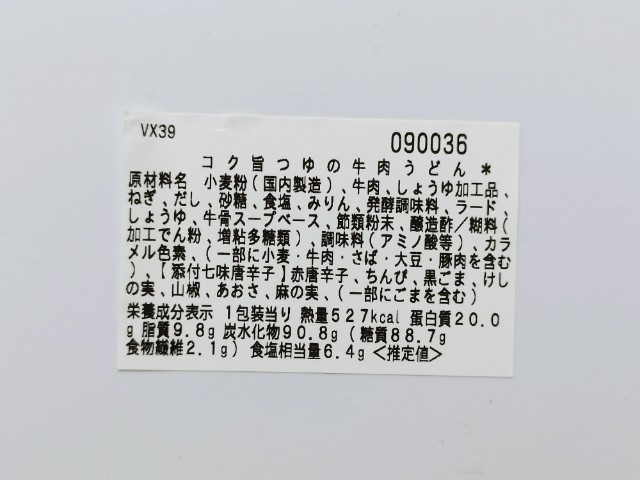 VX39
090036
コク旨つゆの牛肉うどん＊
原材料名 小麦粉(国内製造)、牛肉、しょうゆ加工品、
ねぎ、だし、砂糖、食塩、みりん、発酵調味料、ラード、
しょうゆ、牛骨スープベース、節類粉末、醸造酢／糊料(
加工でん粉、増粘多糖類)、調味料(アミノ酸等)、カラ
メル色素、(一部に小麦・牛肉・さば・大豆・豚肉を含む
)、【添付七味唐辛子】赤唐辛子、ちんぴ、黒ごま、けし
の実、山椒、あおさ、麻の実、(一部にごまを含む)
栄養成分表示 1包装当り 熱量527kcal 蛋白質20.0
g 脂質9.8g 炭水化物90.8g(糖質88.7g
食物繊維2.1g) 食塩相当量6.4g<推定値>